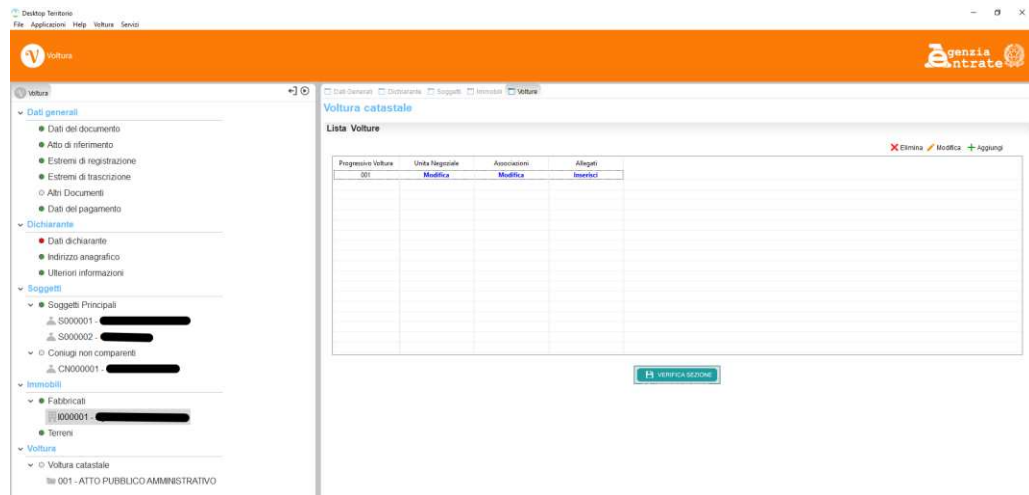 Desktop Territorio
File Applicazioni Help Voltura Servizi
Voltura
Agenzia
Entrate
Voltura
Dati Generali Dichiarante Soggetti Immobili Volture
Voltura catastale
Lista Volture
Elimina Modifica Aggiungi
Progressivo Voltura Unita Negoziale Associazioni Allegati
001 Modifica Modifica Inserisci
VERIFICA SEZIONE
Dati generali
Dati del documento
Atto di riferimento
Estremi di registrazione
Estremi di trascrizione
Altri Documenti
Dati del pagamento
Dichiarante
Dati dichiarante
Indirizzo anagrafico
Ulteriori informazioni
Soggetti
Soggetti Principali
S000001 -
S000002 -
Coniugi non comparenti
CN000001 -
Immobili
Fabbricati
I000001 -
Terreni
Voltura
Voltura catastale
001 - ATTO PUBBLICO AMMINISTRATIVO